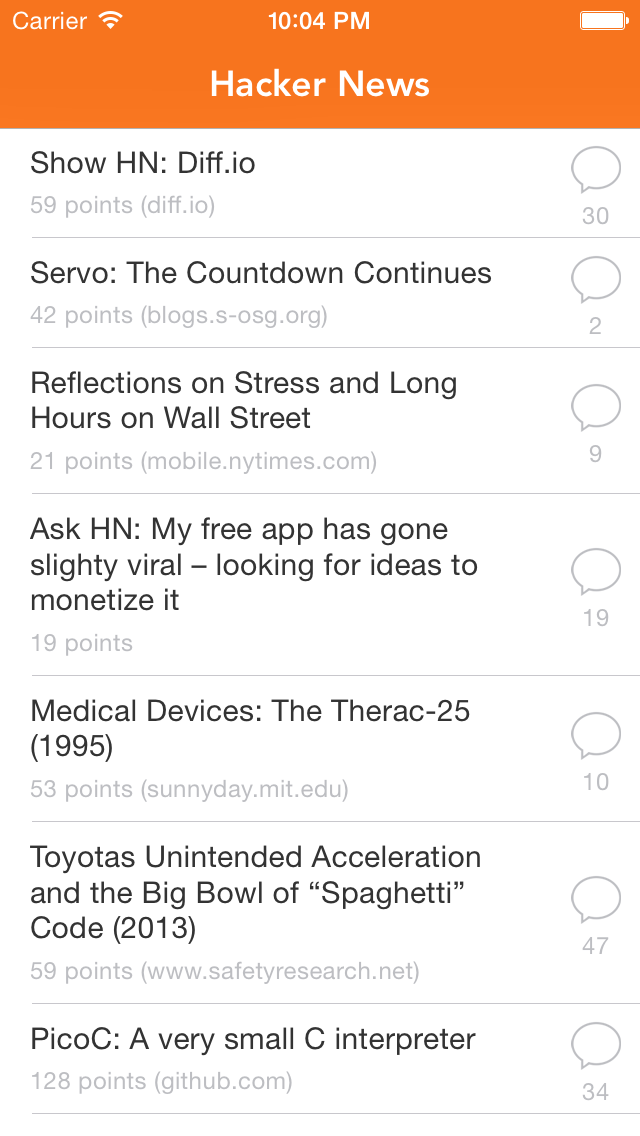 Carrier 10:04 PM
Hacker News
Show HN: Diff.io
59 points (diff.io)
30
Servo: The Countdown Continues
42 points (blogs.s-osg.org)
2
Reflections on Stress and Long
Hours on Wall Street
21 points (mobile.nytimes.com)
9
Ask HN: My free app has gone
slighty viral – looking for ideas to
monetize it
19 points
19
Medical Devices: The Therac-25
(1995)
53 points (sunnyday.mit.edu)
10
Toyotas Unintended Acceleration
and the Big Bowl of “Spaghetti”
Code (2013)
59 points (www.safetyresearch.net)
47
PicoC: A very small C interpreter
128 points (github.com)
34